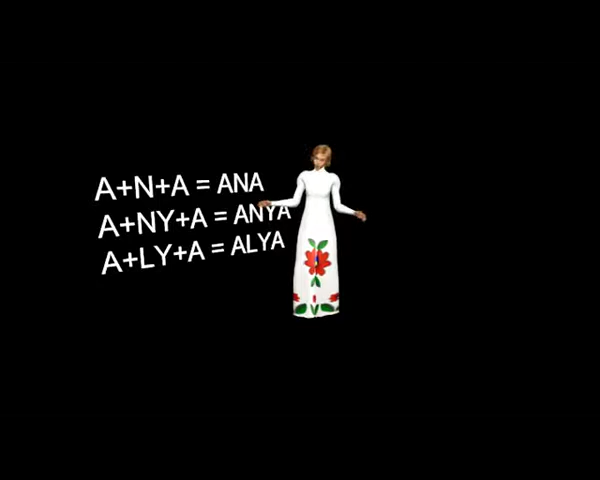 A+N+A = ANA
A+NY+A = ANYA
A+LY+A = ALYA